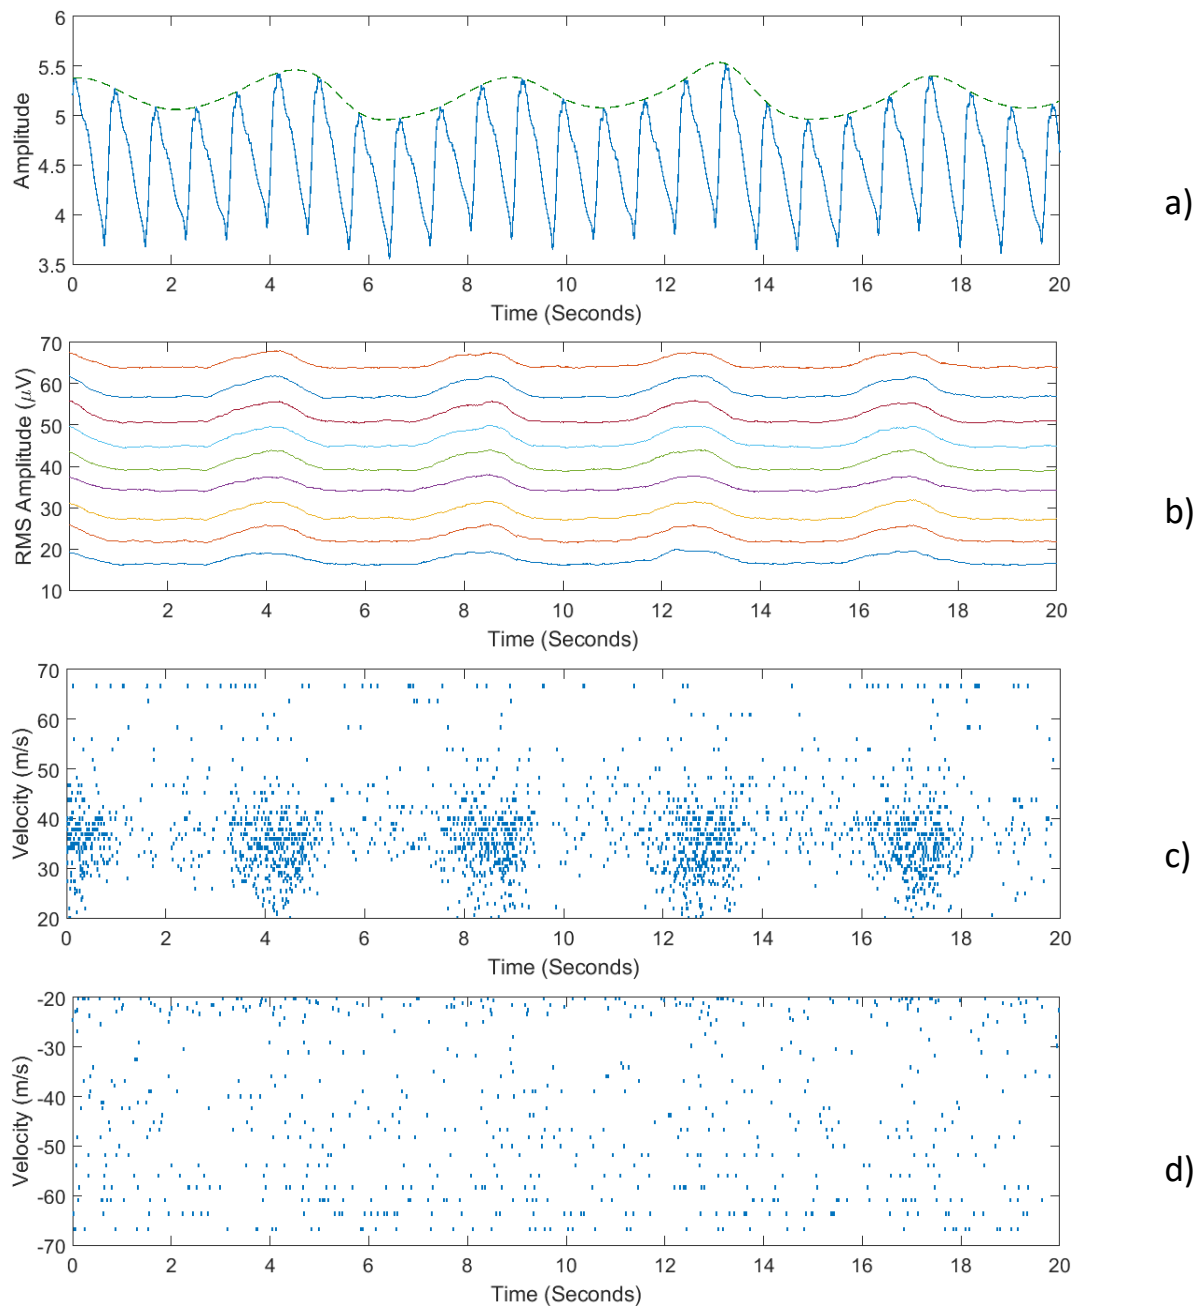 6
5.5
5
4.5
4
3.5
Amplitude
0 2 4 6 8 10 12 14 16 18 20
Time (Seconds)
a)
70
60
50
40
30
20
10
RMS Amplitude (μV)
2 4 6 8 10 12 14 16 18 20
Time (Seconds)
b)
70
60
50
40
30
20
Velocity (m/s)
0 2 4 6 8 10 12 14 16 18 20
Time (Seconds)
c)
-20
-30
-40
-50
-60
-70
Velocity (m/s)
0 2 4 6 8 10 12 14 16 18 20
Time (Seconds)
d)